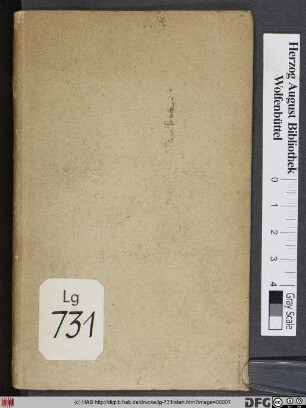 Lg
731
Herzog August Bibliothek
Wolfenbüttel
0
1
2
3
4
Gray Scale
(c) HAB http://diglib.hab.de/drucke/lg-731/start.htm?image=00001
DFG